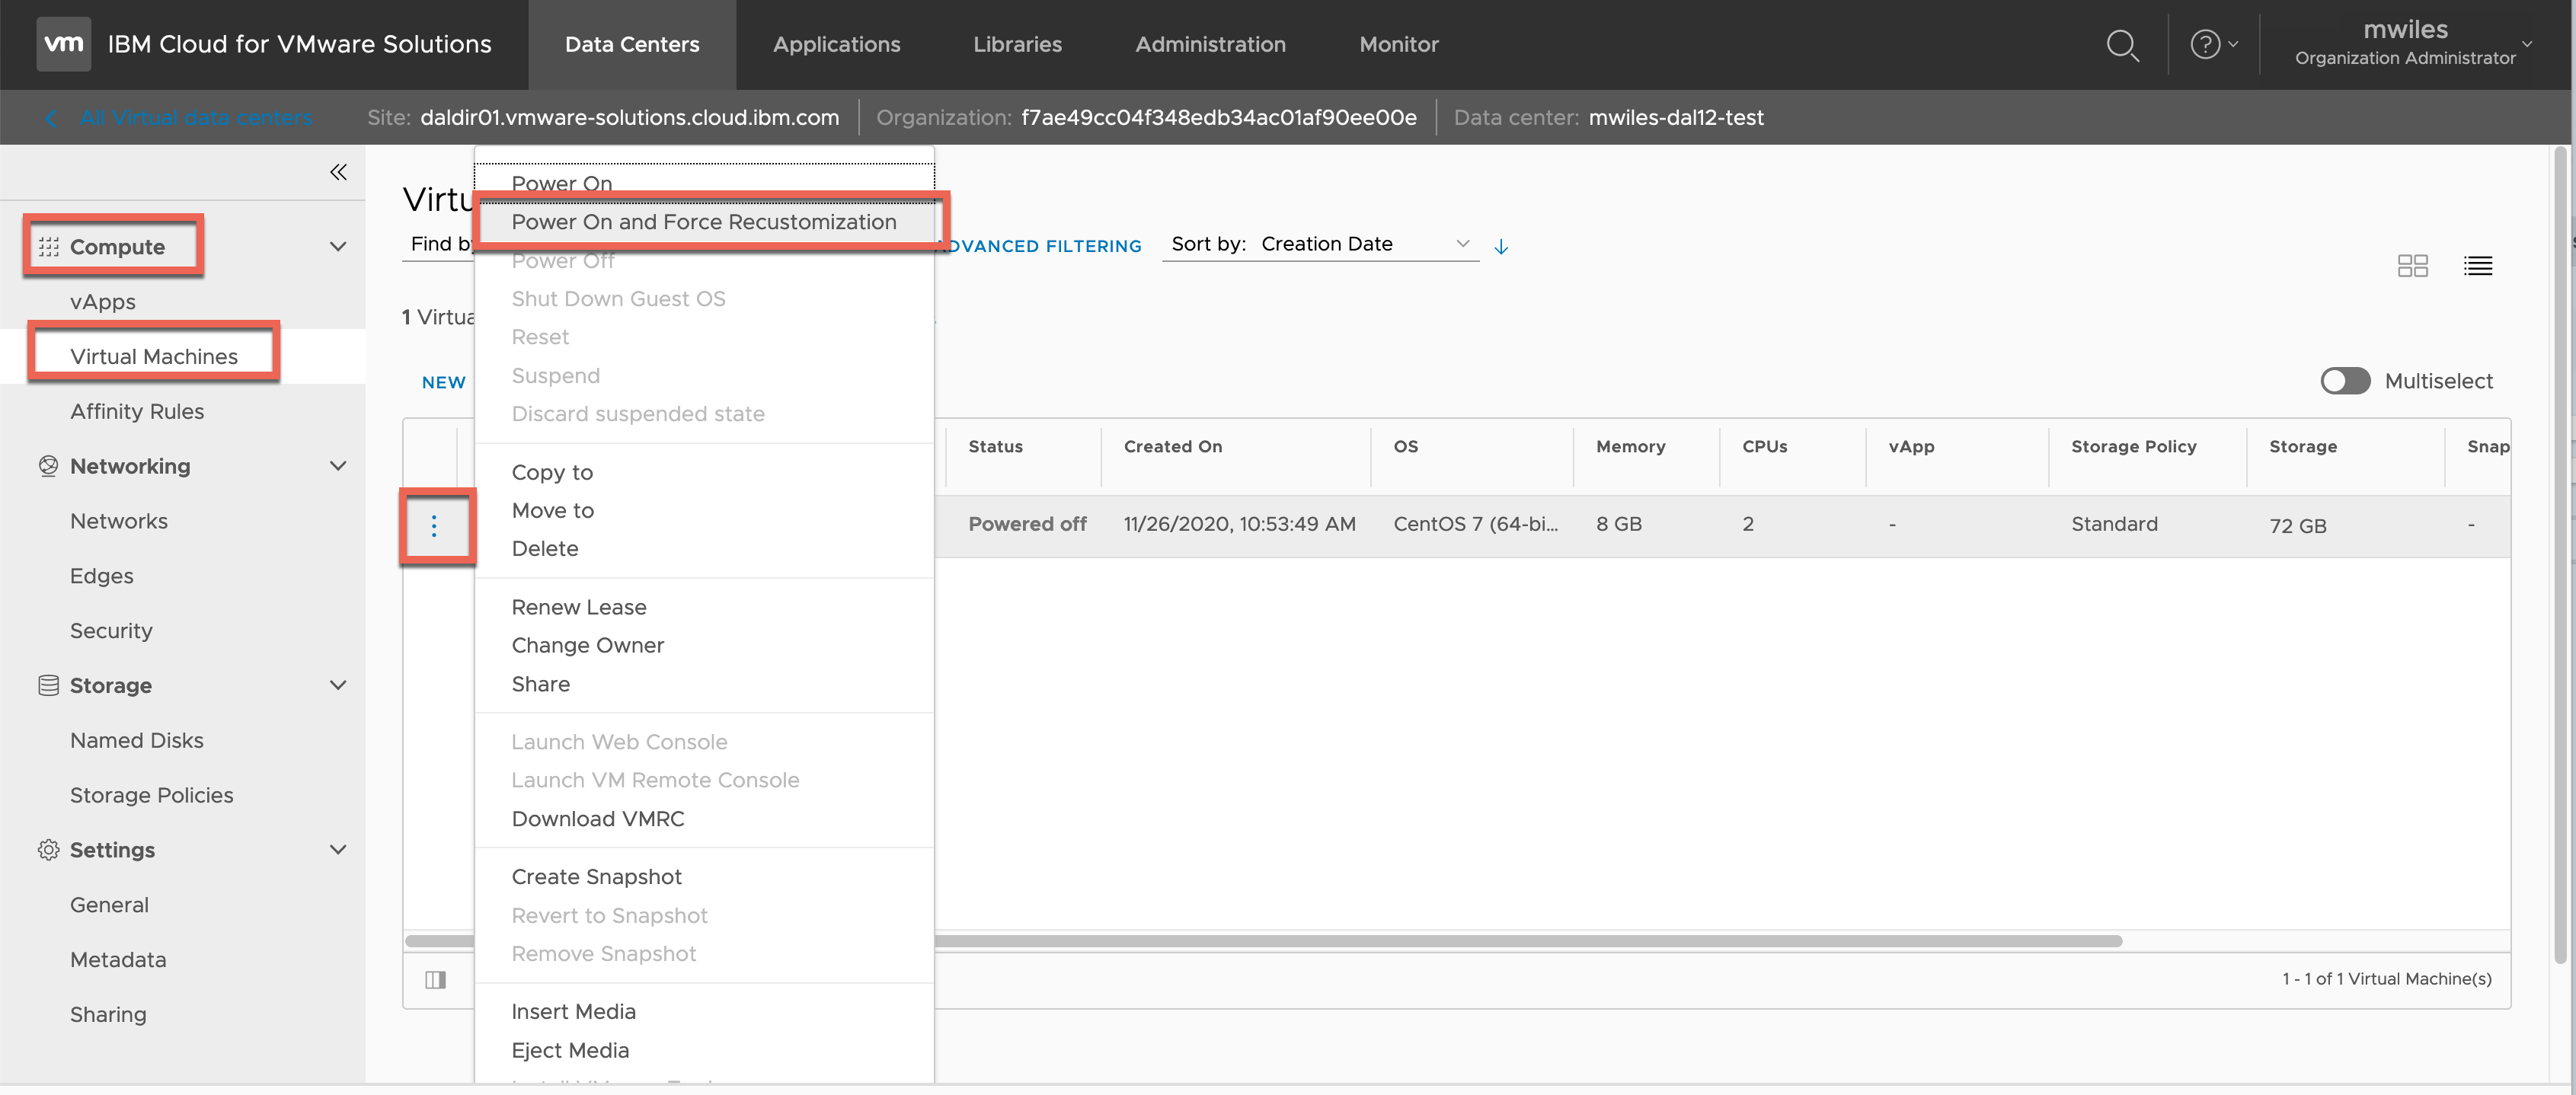 vm IBM Cloud for VMware Solutions Data Centers Applications Libraries Administration Monitor mwiles
Organization Administrator
All Virtual data centers Site: daldir01.vmware-solutions.cloud.ibm.com Organization: f7ae49cc04f348edb34ac01af90ee00e Data center: mwiles-dal12-test
Compute
vApps
Virtual Machines
Affinity Rules
Networking
Networks
Edges
Security
Storage
Named Disks
Storage Policies
Settings
General
Metadata
Sharing
Power On
Power On and Force Recustomization
Power Off
Shut Down Guest OS
Reset
Suspend
Discard suspended state
Copy to
Move to
Delete
Renew Lease
Change Owner
Share
Launch Web Console
Launch VM Remote Console
Download VMRC
Create Snapshot
Revert to Snapshot
Remove Snapshot
Insert Media
Eject Media
Virtu
Find by
ADVANCED FILTERING Sort by: Creation Date
1 Virtua
NEW
Multiselect
Status Created On OS Memory CPUs vApp Storage Policy Storage Snap
Powered off 11/26/2020, 10:53:49 AM CentOS 7 (64-bi... 8 GB 2 - Standard 72 GB -
1 - 1 of 1 Virtual Machine(s)